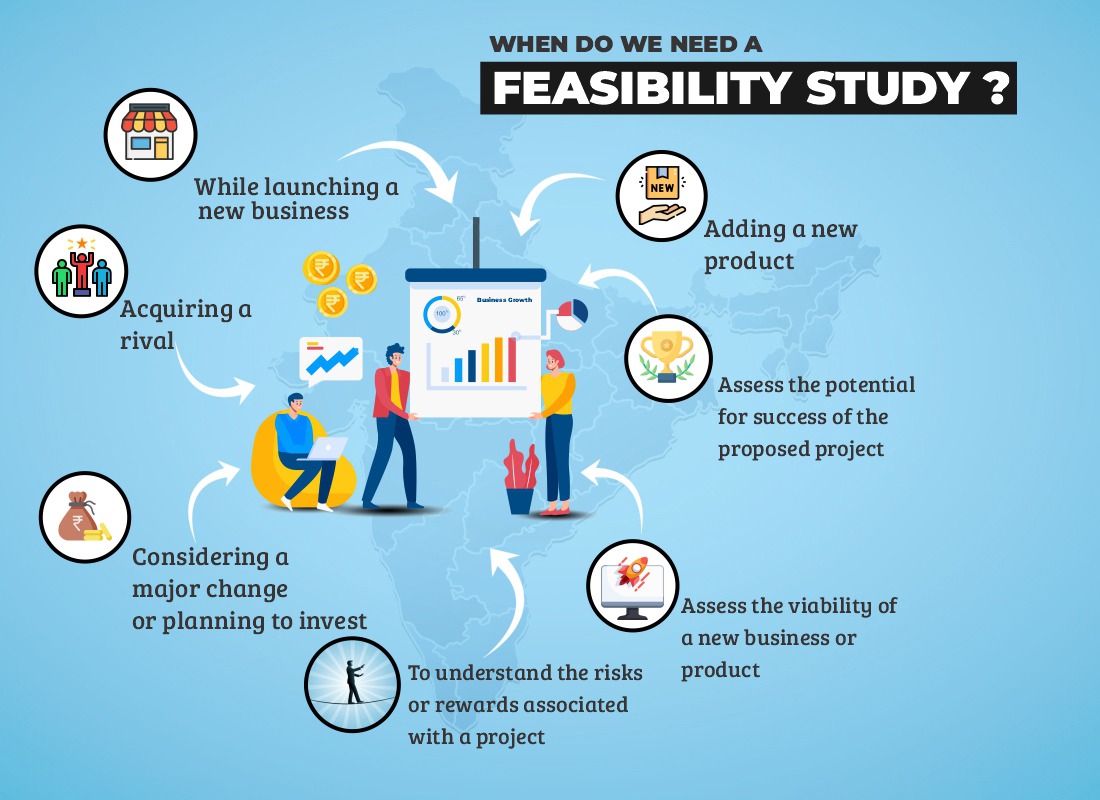 WHEN DO WE NEED A
FEASIBILITY STUDY ?
While launching a
new business
NEW
Adding a new
product
Acquiring a
rival
₹
₹
₹
Business Growth
65°
100°
30°
Assess the potential
for success of the
proposed project
₹
Considering a
major change
or planning to invest
Assess the viability of
a new business or
product
To understand the risks
or rewards associated
with a project